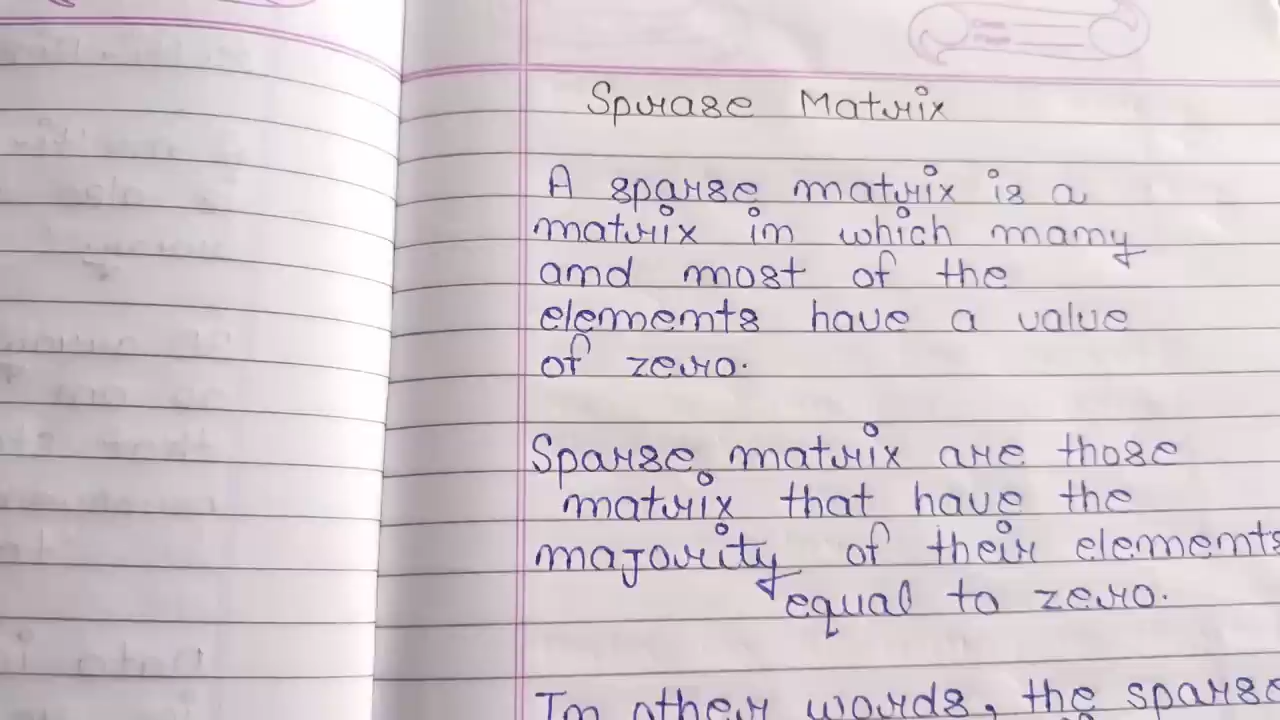 Sprase Matrix
A sparse matrix is a
matrix in which many
and most of the
elements have a value
of zero.
Sparse matrix are those
matrix that have the
majority of their elements
equal to zero.
In other words, the sparse